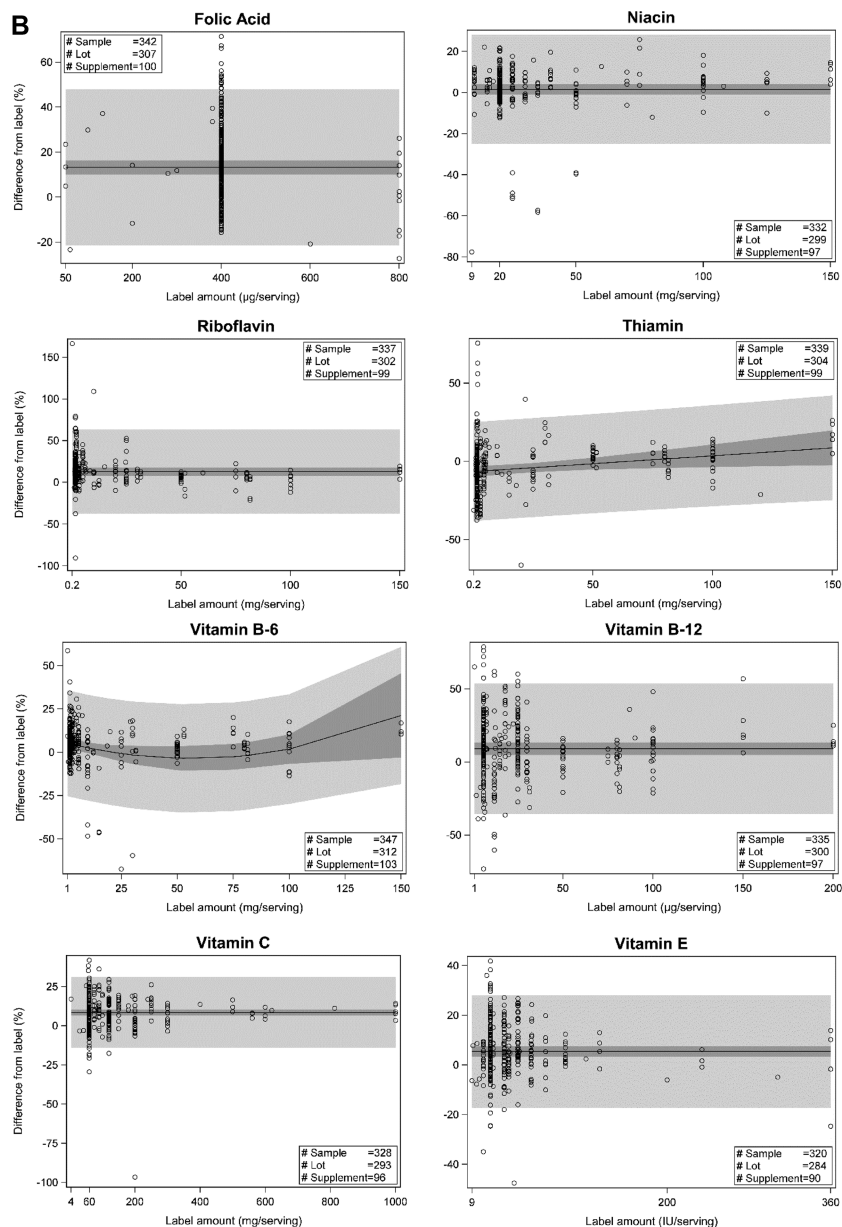 B
Folic Acid
# Sample =342
# Lot =307
# Supplement=100
Difference from label (%)
60
40
20
0
-20
50 200 400 600 800
Label amount (µg/serving)
Niacin
# Sample =332
# Lot =299
# Supplement=97
40
20
0
-20
-40
-60
-80
9 20 50 100 150
Label amount (mg/serving)
Riboflavin
# Sample =337
# Lot =302
# Supplement=99
Difference from label (%)
150
100
50
0
-50
-100
0.2 50 100 150
Label amount (mg/serving)
Thiamin
# Sample =339
# Lot =304
# Supplement=99
50
0
-50
0.2 50 100 150
Label amount (mg/serving)
Vitamin B-6
# Sample =347
# Lot =312
# Supplement=103
Difference from label (%)
50
25
0
-25
-50
1 25 50 75 100 125 150
Label amount (mg/serving)
Vitamin B-12
# Sample =335
# Lot =300
# Supplement=97
50
0
-50
1 50 100 150 200
Label amount (µg/serving)
Vitamin C
# Sample =328
# Lot =293
# Supplement=96
Difference from label (%)
25
0
-25
-50
-75
-100
4 60 200 400 600 800 1000
Label amount (mg/serving)
Vitamin E
# Sample =320
# Lot =284
# Supplement=90
40
20
0
-20
-40
9 200 360
Label amount (IU/serving)